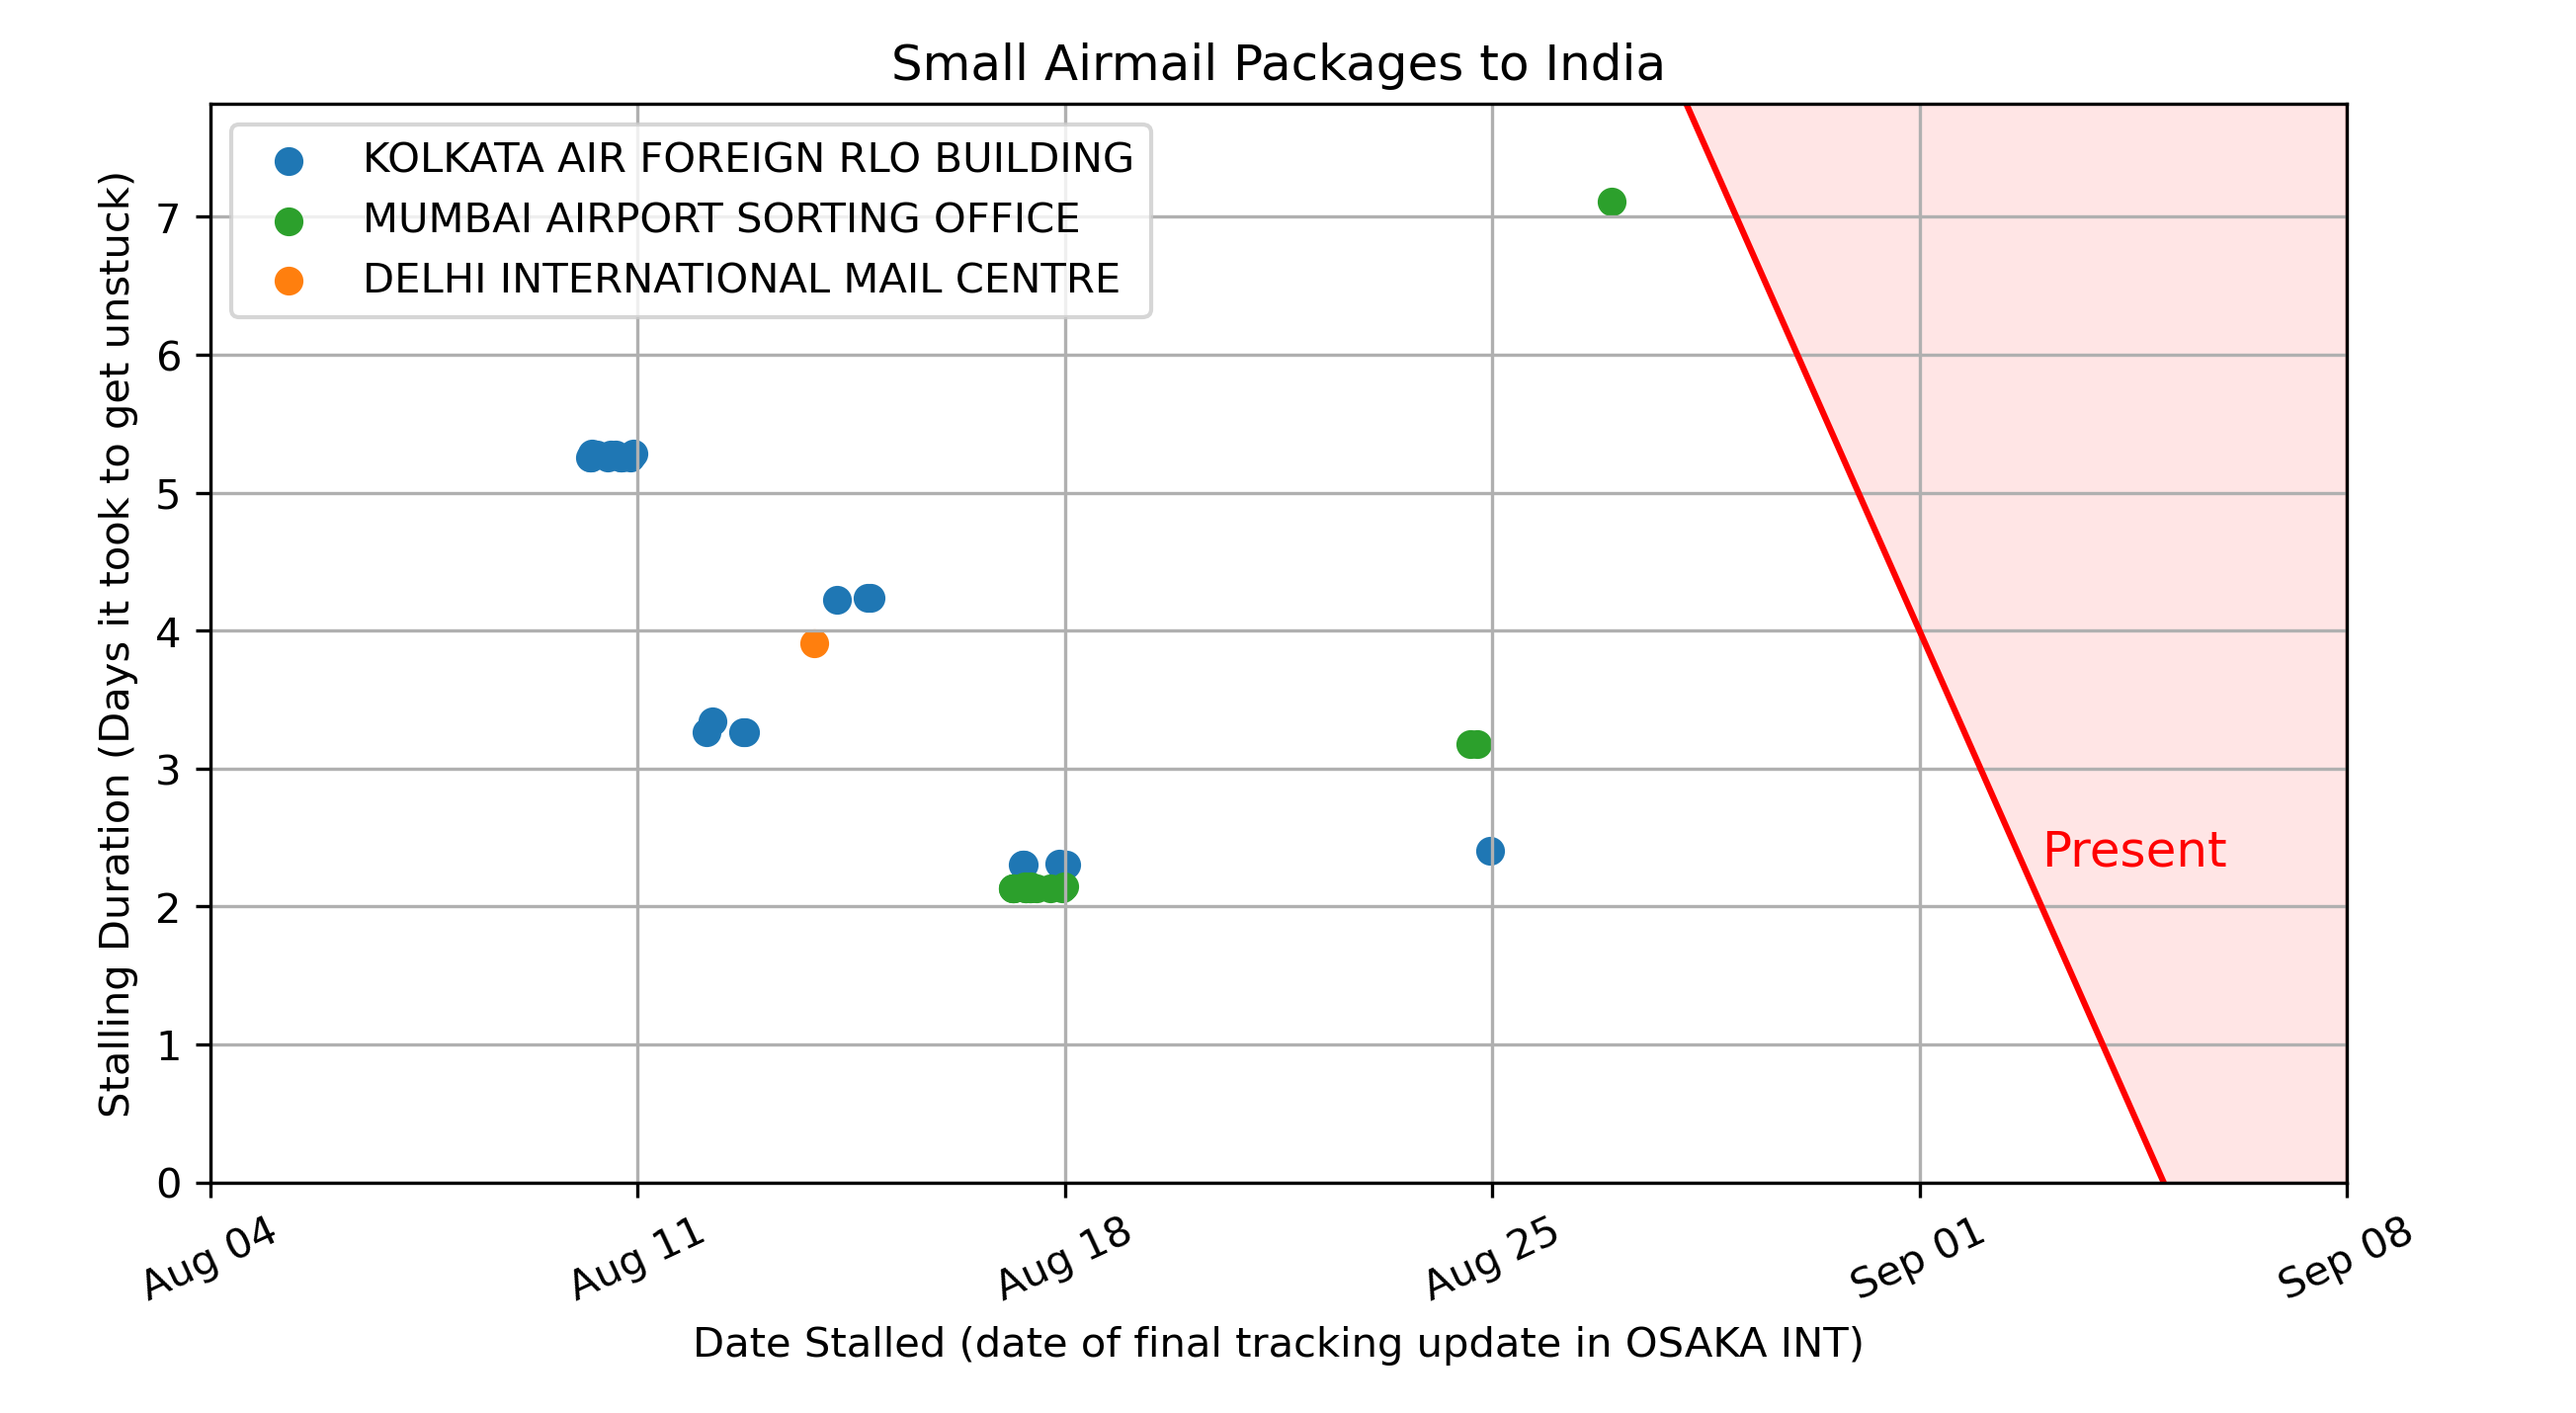 Small Airmail Packages to India
KOLKATA AIR FOREIGN RLO BUILDING
MUMBAI AIRPORT SORTING OFFICE
DELHI INTERNATIONAL MAIL CENTRE
Stalling Duration (Days it took to get unstuck)
7
6
5
4
3
2
1
0
Present
Aug 04
Aug 11
Aug 18
Aug 25
Sep 01
Sep 08
Date Stalled (date of final tracking update in OSAKA INT)